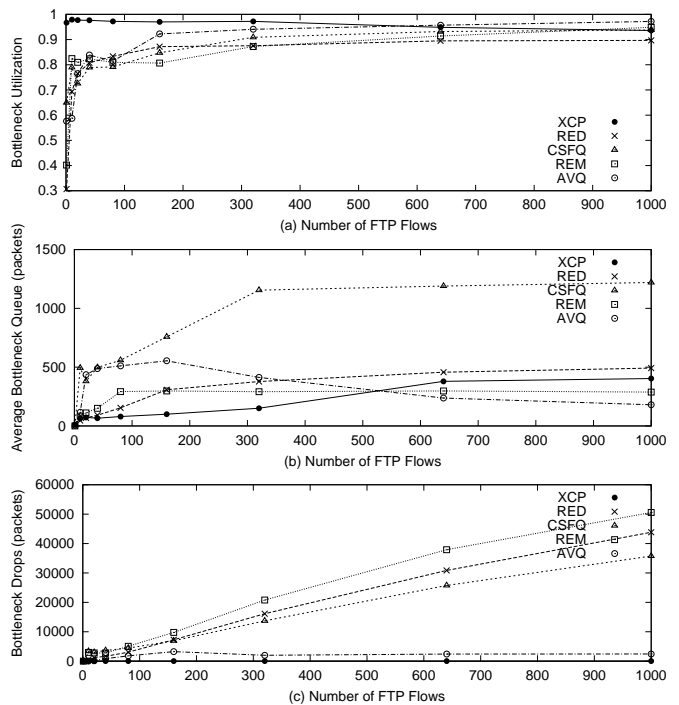 1
0.9
0.8
0.7
0.6
0.5
0.4
0.3
Bottleneck Utilization
XCP
RED
CSFQ
REM
AVQ
0 100 200 300 400 500 600 700 800 900 1000
(a) Number of FTP Flows
1500
1000
500
0
Average Bottleneck Queue (packets)
XCP
RED
CSFQ
REM
AVQ
0 100 200 300 400 500 600 700 800 900 1000
(b) Number of FTP Flows
60000
50000
40000
30000
20000
10000
0
Bottleneck Drops (packets)
XCP
RED
CSFQ
REM
AVQ
0 100 200 300 400 500 600 700 800 900 1000
(c) Number of FTP Flows